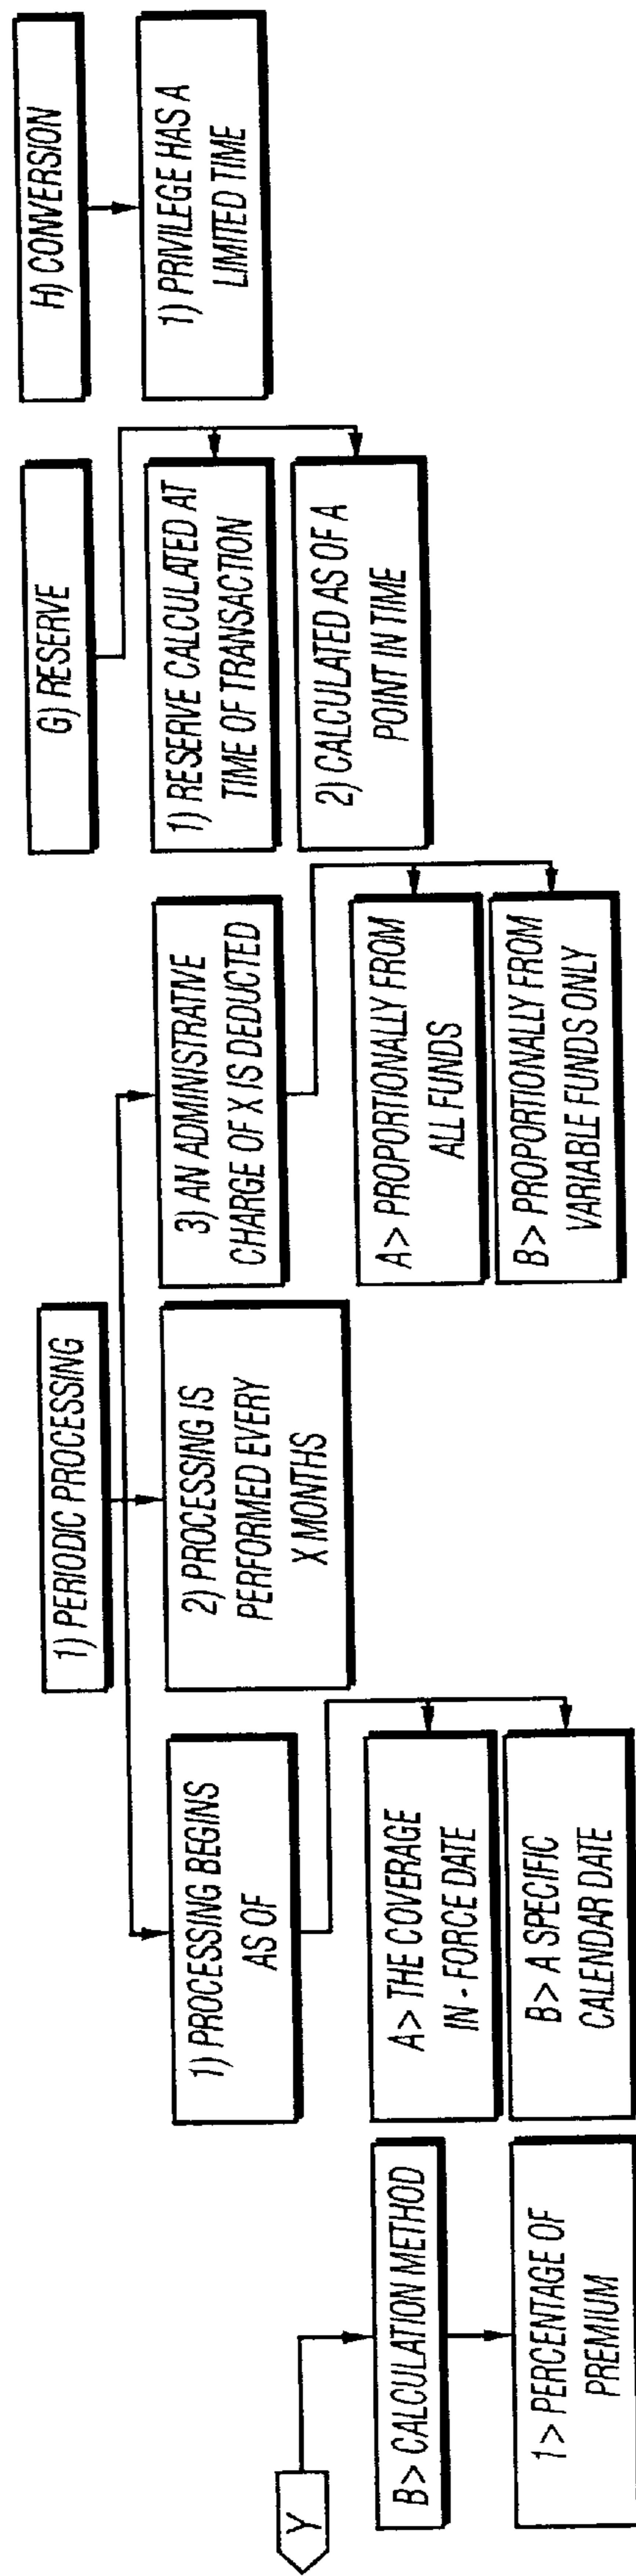 Y
B> CALCULATION METHOD
1> PERCENTAGE OF
PREMIUM
1) PERIODIC PROCESSING
1) PROCESSING BEGINS
AS OF
A> THE COVERAGE
IN - FORCE DATE
B> A SPECIFIC
CALENDAR DATE
2) PROCESSING IS
PERFORMED EVERY
X MONTHS
3) AN ADMINISTRATIVE
CHARGE OF X IS DEDUCTED
A> PROPORTIONALLY FROM
ALL FUNDS
B> PROPORTIONALLY FROM
VARIABLE FUNDS ONLY
G) RESERVE
1) RESERVE CALCULATED AT
TIME OF TRANSACTION
2) CALCULATED AS OF A
POINT IN TIME
H) CONVERSION
1) PRIVILEGE HAS A
LIMITED TIME